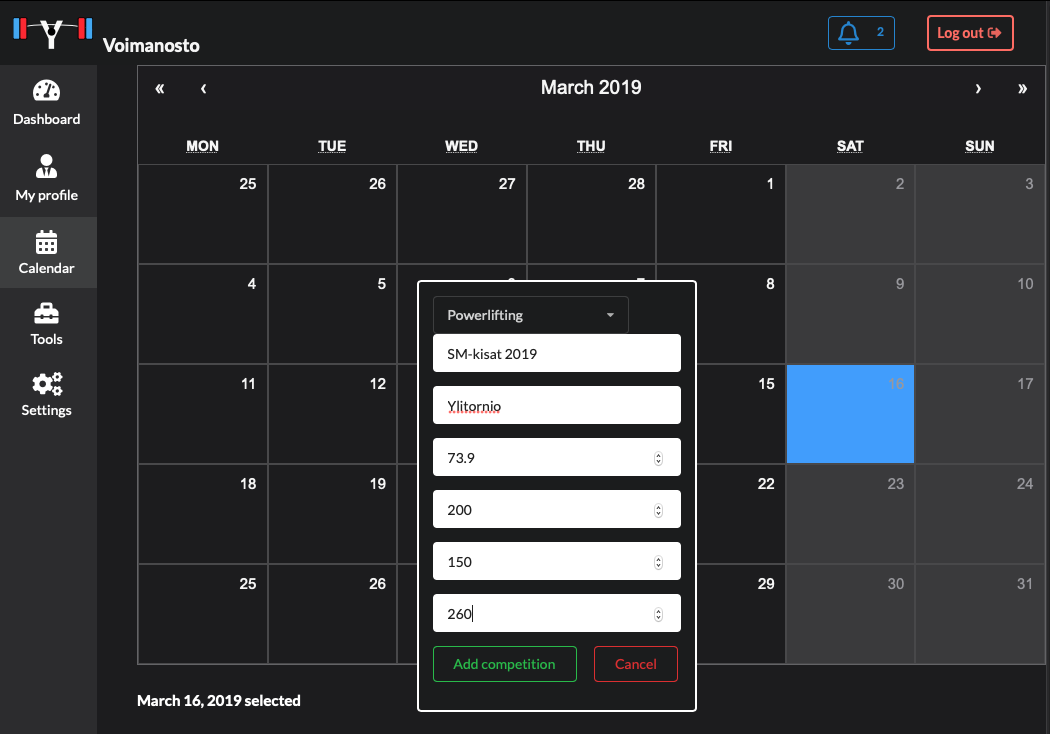 Voimanosto
2
Log out
Dashboard
My profile
Calendar
Tools
Settings
« ‹ March 2019 › »
MON TUE WED THU FRI SAT SUN
25 26 27 28 1 2 3
4 5 8 9 10
11 12 15 16 17
18 19 22 23 24
25 26 29 30 31
Powerlifting
SM-kisat 2019
Ylitornio
73.9
200
150
260
Add competition Cancel
March 16, 2019 selected